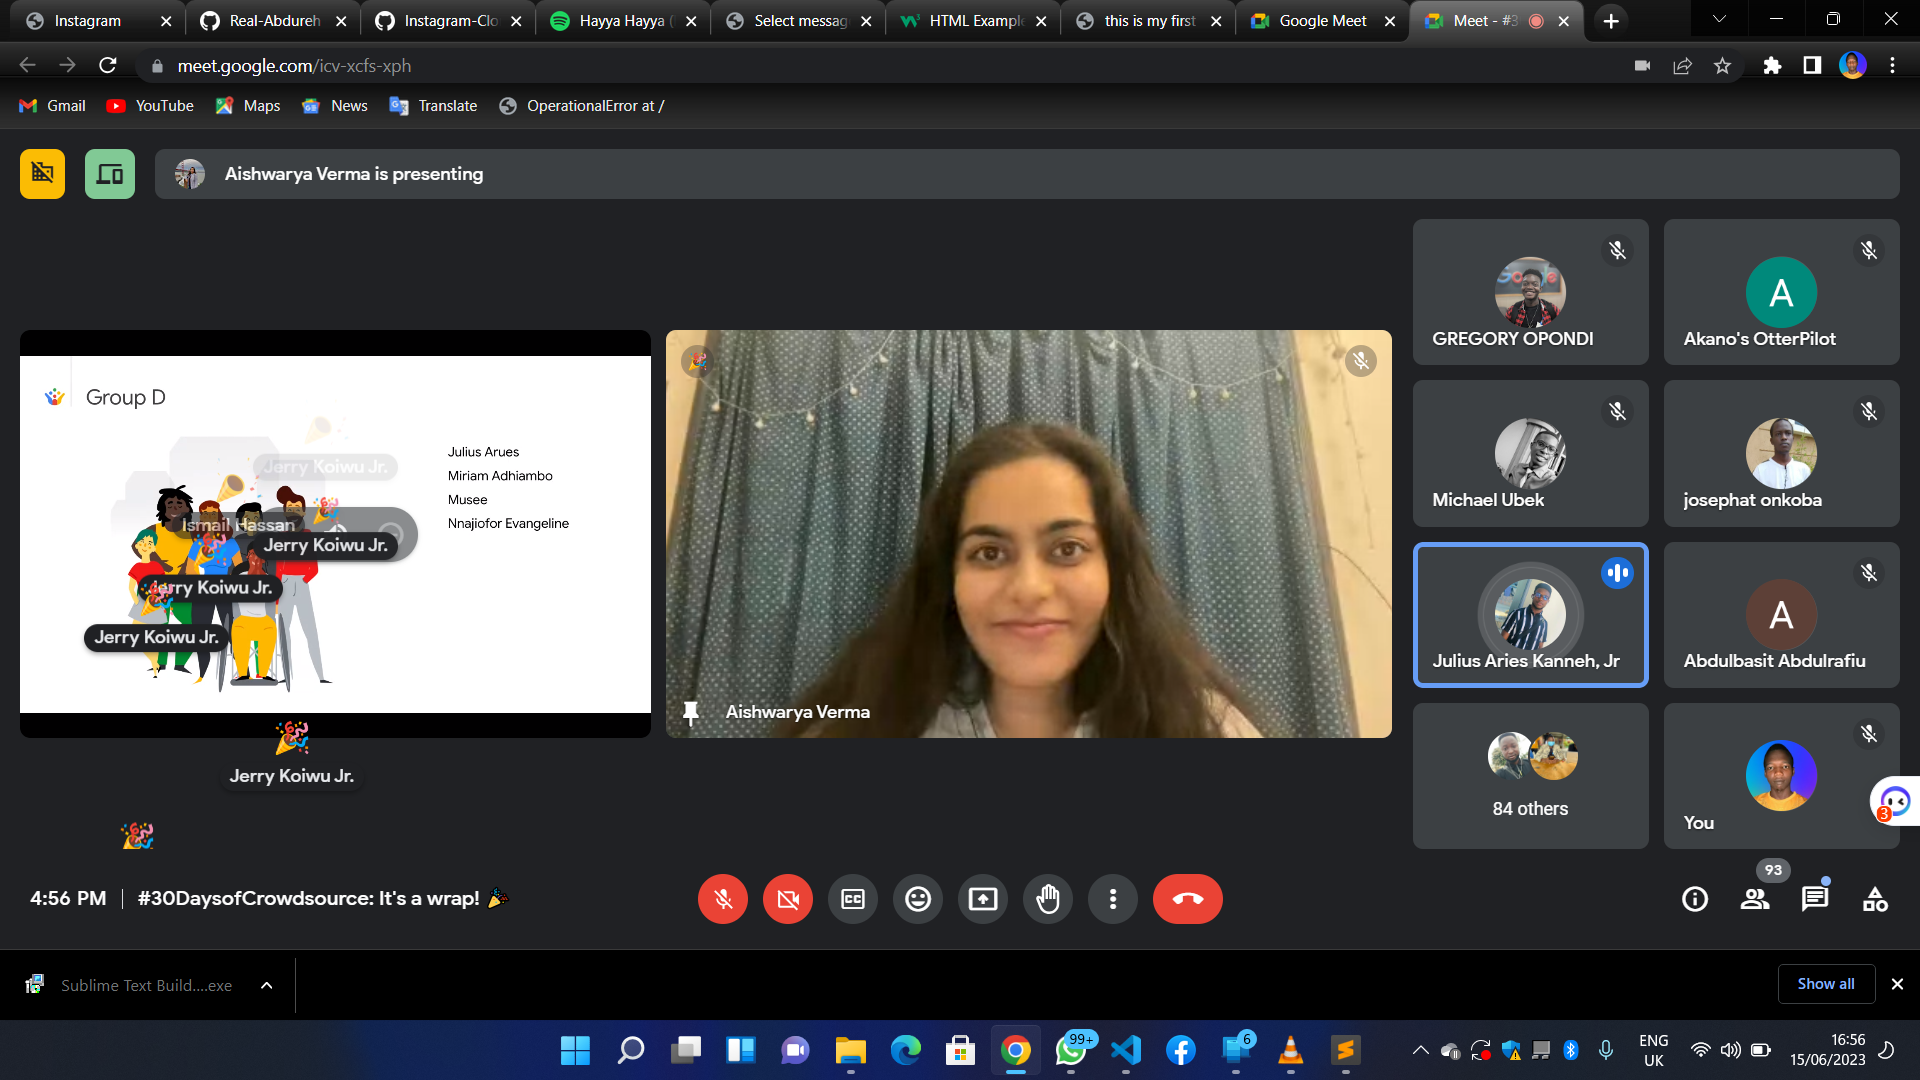 Instagram
Real-Abdureh
Instagram-Clo
Hayya Hayya (
Select messag
HTML Example
this is my first
Google Meet
Meet - #3
meet.google.com/icv-xcfs-xph
Gmail
YouTube
Maps
News
Translate
OperationalError at /
Aishwarya Verma is presenting
Group D
Julius Arues
Miriam Adhiambo
Musee
Nnajiofor Evangeline
Jerry Koiwu Jr.
Ismail Hassan
Jerry Koiwu Jr.
Jerry Koiwu Jr.
Jerry Koiwu Jr.
Jerry Koiwu Jr.
Aishwarya Verma
GREGORY OPONDI
A
Akano's OtterPilot
Michael Ubek
josephat onkoba
Julius Aries Kanneh, Jr
A
Abdulbasit Abdulrafiu
84 others
You
3
4:56 PM | #30DaysofCrowdsource: It's a wrap!
CC
93
Sublime Text Build....exe
Show all
99+
6
ENG
UK
16:56
15/06/2023